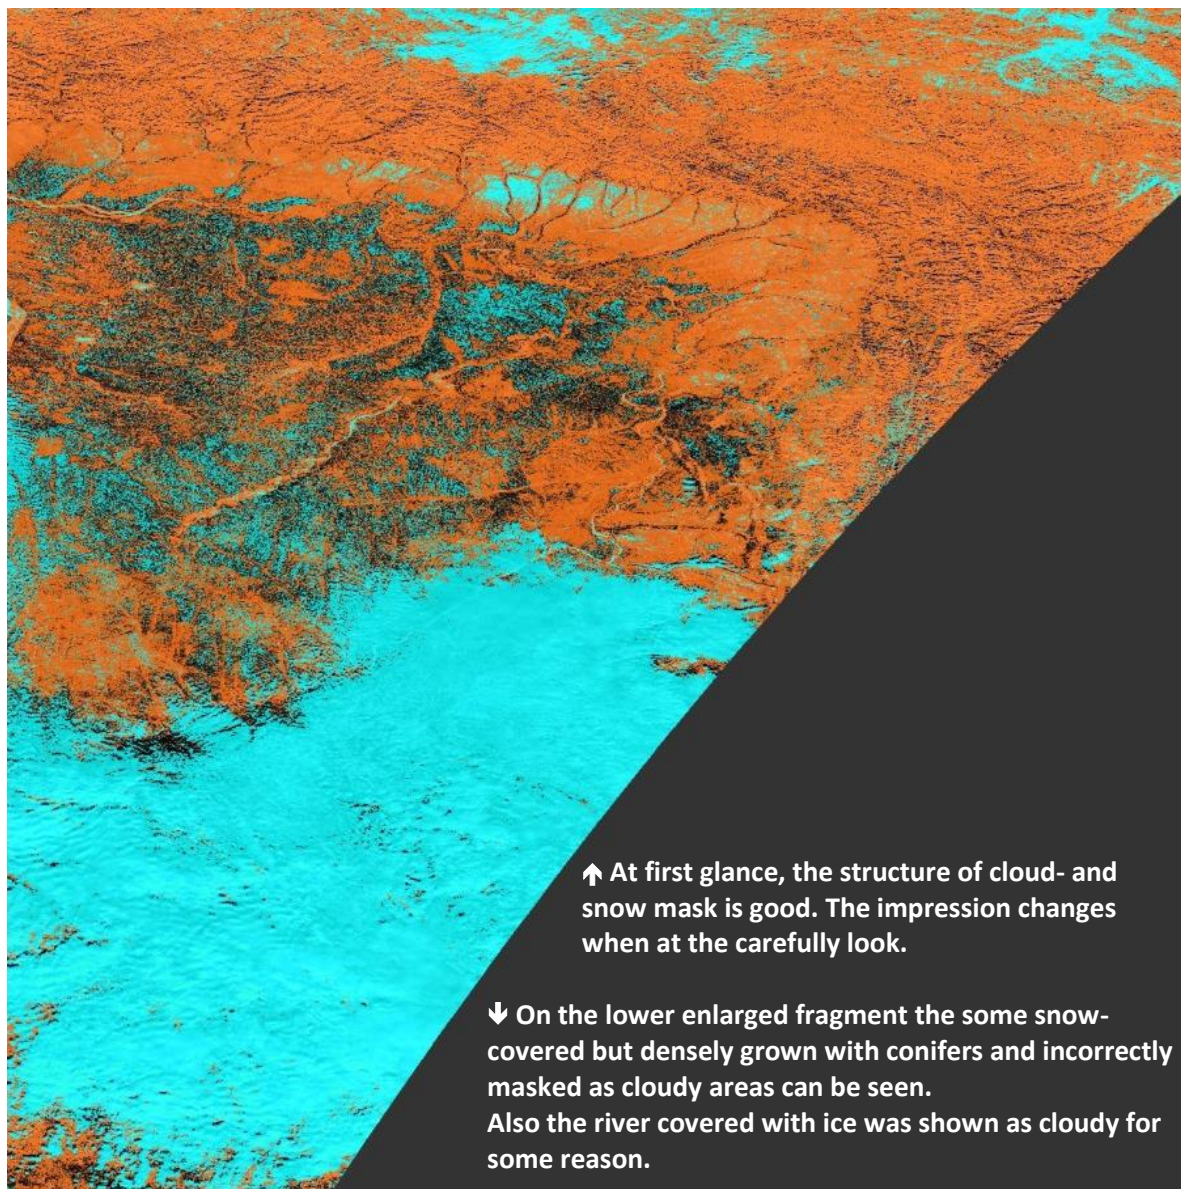 ↑ At first glance, the structure of cloud- and
snow mask is good. The impression changes
when at the carefully look.
↓ On the lower enlarged fragment the some snow-
covered but densely grown with conifers and incorrectly
masked as cloudy areas can be seen.
Also the river covered with ice was shown as cloudy for
some reason.